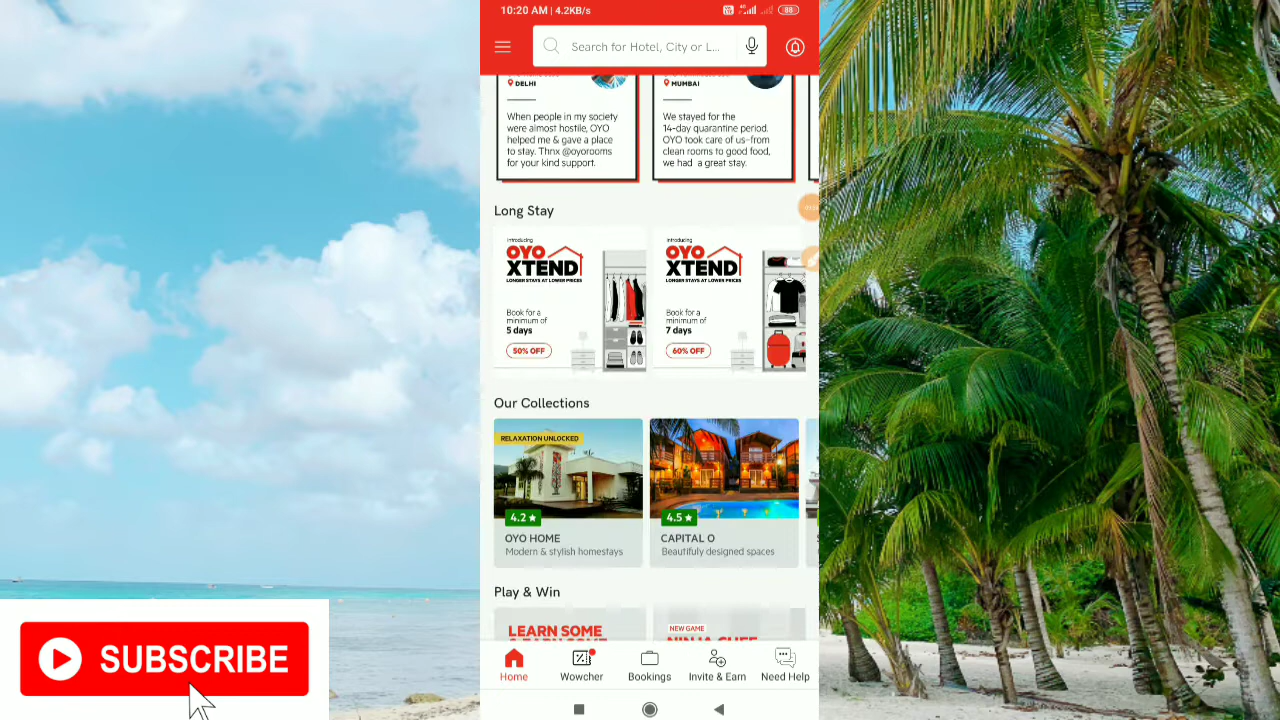 10:20 AM | 4.2KB/s
88
Search for Hotel, City or L...
DELHI
When people in my society
were almost hostile, OYO
helped me & gave a place
to stay. Thnx @oyorooms
for your kind support.
MUMBAI
We stayed for the
14-day quarantine period.
OYO took care of us-from
clean rooms to good food,
we had a great stay.
Long Stay
Introducing
OYO
XTEND
LONGER STAYS AT LOWER PRICES
Book for a
minimum of
5 days
50% OFF
Introducing
OYO
XTEND
LONGER STAYS AT LOWER PRICES
Book for a
minimum of
7 days
60% OFF
Our Collections
RELAXATION UNLOCKED
4.2 ★
OYO HOME
Modern & stylish homestays
4.5 ★
CAPITAL O
Beautifully designed spaces
Play & Win
LEARN SOME
NEW GAME
Home
Wowcher
Bookings
Invite & Earn
Need Help
SUBSCRIBE